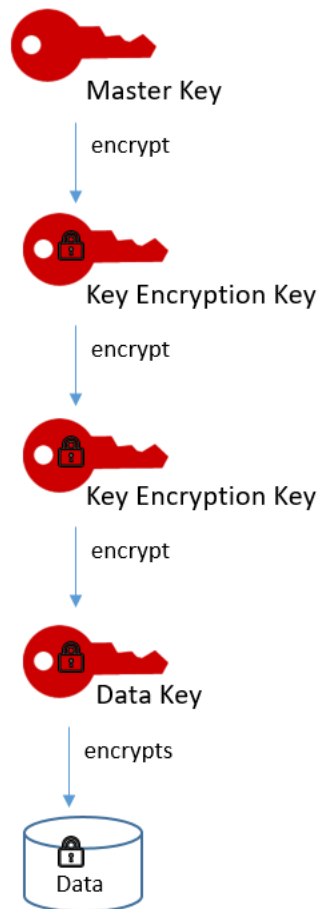 Master Key
encrypt
Key Encryption Key
encrypt
Key Encryption Key
encrypt
Data Key
encrypts
Data